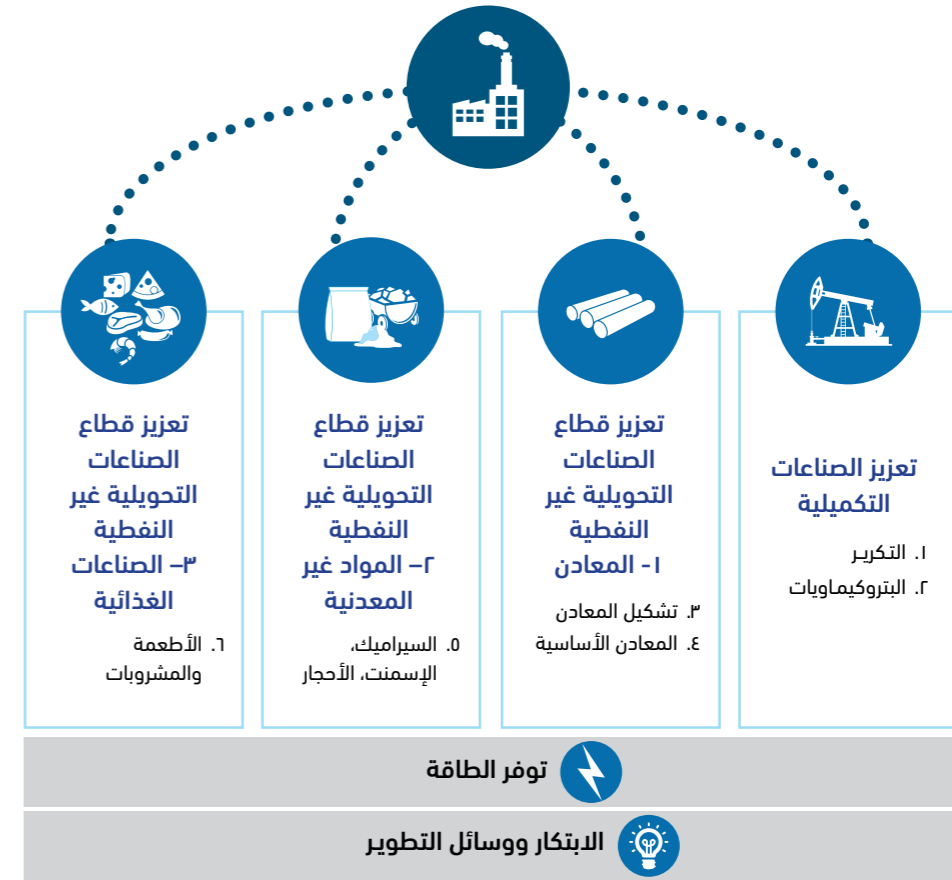 تعزيز الصناعات
التكميلية
١. التكرير
٢. البتروكيماويات
تعزيز قطاع
الصناعات
التحويلية غير
النفطية
١- المعادن
٣. تشكيل المعادن
٤. المعادن الأساسية
تعزيز قطاع
الصناعات
التحويلية غير
النفطية
٢– المواد غير
المعدنية
٥. السيراميك،
الإسمنت، الأحجار
تعزيز قطاع
الصناعات
التحويلية غير
النفطية
٣– الصناعات
الغذائية
٦. الأطعمة
والمشروبات
توفر الطاقة
الابتكار ووسائل التطوير